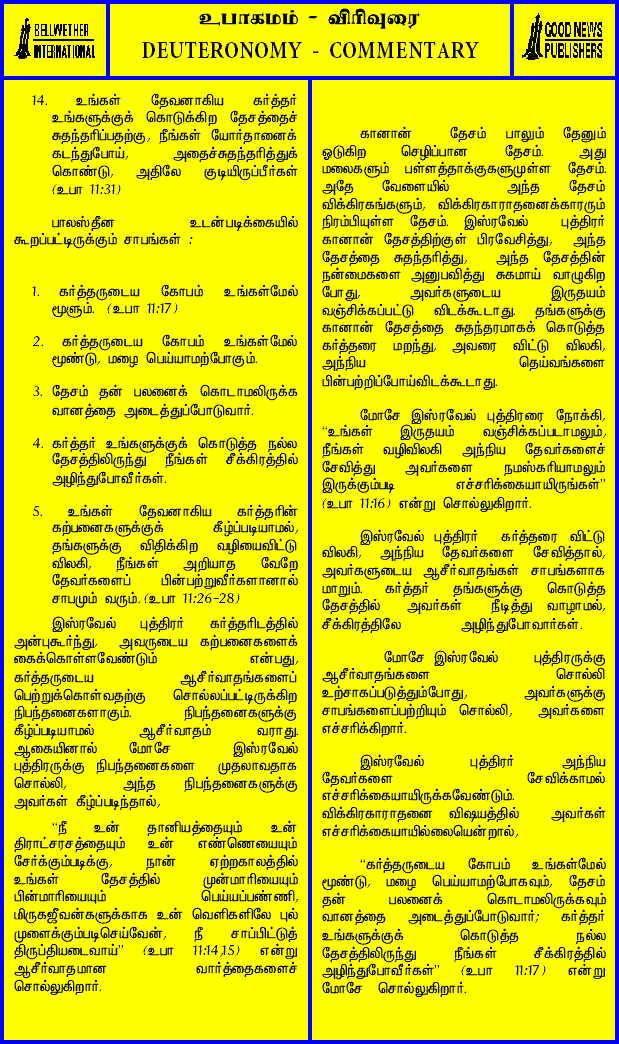 BELLWETHER
INTERNATIONAL
உபாகமம் - விரிவுரை
DEUTERONOMY - COMMENTARY
GOOD NEWS
PUBLISHERS
14. உங்கள் தேவனாகிய கர்த்தர்
உங்களுக்குக் கொடுக்கிற தேசத்தைச்
சுதந்தரிப்பதற்கு, நீங்கள் யோர்தானைக்
கடந்துபோய், அதைச்சுதந்தரித்துக்
கொண்டு, அதிலே குடியிருப்பீர்கள்
(உபா 11:31)
பாலஸ்தீன உடன்படிக்கையில்
கூறப்பட்டிருக்கும் சாபங்கள் :
1. கர்த்தருடைய கோபம் உங்கள்மேல்
மூளும். (உபா 11:17)
2. கர்த்தருடைய கோபம் உங்கள்மேல்
மூண்டு, மழை பெய்யாமற்போகும்.
3. தேசம் தன் பலனைக் கொடாமலிருக்க
வானத்தை அடைத்துப்போடுவார்.
4. கர்த்தர் உங்களுக்குக் கொடுத்த நல்ல
தேசத்திலிருந்து நீங்கள் சீக்கிரத்தில்
அழிந்துபோவீர்கள்.
5. உங்கள் தேவனாகிய கர்த்தரின்
கற்பனைகளுக்குக் கீழ்ப்படியாமல்,
தங்களுக்கு விதிக்கிற வழியைவிட்டு
விலகி, நீங்கள் அறியாத வேறே
தேவர்களைப் பின்பற்றுவீர்களானால்
சாபமும் வரும். (உபா 11:26-28)
இஸ்ரவேல் புத்திரர் கர்த்தரிடத்தில்
அன்புகூர்ந்து, அவருடைய கற்பனைகளைக்
கைக்கொள்ளவேண்டும் என்பது,
கர்த்தருடைய ஆசீர்வாதங்களைப்
பெற்றுக்கொள்வதற்கு சொல்லப்பட்டிருக்கிற
நிபந்தனைகளாகும். நிபந்தனைகளுக்கு
கீழ்ப்படியாமல் ஆசீர்வாதம் வராது.
ஆகையினால் மோசே இஸ்ரவேல்
புத்திரருக்கு நிபந்தனைகளை முதலாவதாக
சொல்லி, அந்த நிபந்தனைகளுக்கு
அவர்கள் கீழ்ப்படிந்தால்,
“நீ உன் தானியத்தையும் உன்
திராட்சரசத்தையும் உன் எண்ணெயையும்
சேர்க்கும்படிக்கு, நான் ஏற்றகாலத்தில்
உங்கள் தேசத்தில் முன்மாரியையும்
பின்மாரியையும் பெய்யப்பண்ணி,
மிருகஜீவன்களுக்காக உன் வெளிகளிலே புல்
முளைக்கும்படிசெய்வேன், நீ சாப்பிட்டுத்
திருப்தியடைவாய்” (உபா 11:14,15) என்று
ஆசீர்வாதமான வார்த்தைகளைச்
சொல்லுகிறார்.
கானான் தேசம் பாலும் தேனும்
ஓடுகிற செழிப்பான தேசம். அது
மலைகளும் பள்ளத்தாக்குகளுமுள்ள தேசம்.
அதே வேளையில் அந்த தேசம்
விக்கிரகங்களும், விக்கிரகாராதனைக்காரரும்
நிரம்பியுள்ள தேசம். இஸ்ரவேல் புத்திரர்
கானான் தேசத்திற்குள் பிரவேசித்து, அந்த
தேசத்தை சுதந்தரித்து, அந்த தேசத்தின்
நன்மைகளை அனுபவித்து சுகமாய் வாழுகிற
போது, அவர்களுடைய இருதயம்
வஞ்சிக்கப்பட்டு விடக்கூடாது. தங்களுக்கு
கானான் தேசத்தை சுதந்தரமாகக் கொடுத்த
கர்த்தரை மறந்து, அவரை விட்டு விலகி,
அந்நிய தெய்வங்களை
பின்பற்றிப்போய்விடக்கூடாது.
மோசே இஸ்ரவேல் புத்திரரை நோக்கி,
“உங்கள் இருதயம் வஞ்சிக்கப்படாமலும்,
நீங்கள் வழிவிலகி அந்நிய தேவர்களைச்
சேவித்து அவர்களை நமஸ்கரியாமலும்
இருக்கும்படி எச்சரிக்கையாயிருங்கள்”
(உபா 11:16) என்று சொல்லுகிறார்.
இஸ்ரவேல் புத்திரர் கர்த்தரை விட்டு
விலகி, அந்நிய தேவர்களை சேவித்தால்,
அவர்களுடைய ஆசீர்வாதங்கள் சாபங்களாக
மாறும். கர்த்தர் தங்களுக்கு கொடுத்த
தேசத்தில் அவர்கள் நீடித்து வாழாமல்,
சீக்கிரத்திலே அழிந்துபோவார்கள்.
மோசே இஸ்ரவேல் புத்திரருக்கு
ஆசீர்வாதங்களை சொல்லி
உற்சாகப்படுத்தும்போது, அவர்களுக்கு
சாபங்களைப்பற்றியும் சொல்லி, அவர்களை
எச்சரிக்கிறார்.
இஸ்ரவேல் புத்திரர் அந்நிய
தேவர்களை சேவிக்காமல்
எச்சரிக்கையாயிருக்கவேண்டும்.
விக்கிரகாராதனை விஷயத்தில் அவர்கள்
எச்சரிக்கையாயில்லையென்றால்,
“கர்த்தருடைய கோபம் உங்கள்மேல்
மூண்டு, மழை பெய்யாமற்போகவும், தேசம்
தன் பலனைக் கொடாமலிருக்கவும்
வானத்தை அடைத்துப்போடுவார்; கர்த்தர்
உங்களுக்குக் கொடுத்த நல்ல
தேசத்திலிருந்து நீங்கள் சீக்கிரத்தில்
அழிந்துபோவீர்கள்” (உபா 11:17) என்று
மோசே சொல்லுகிறார்.